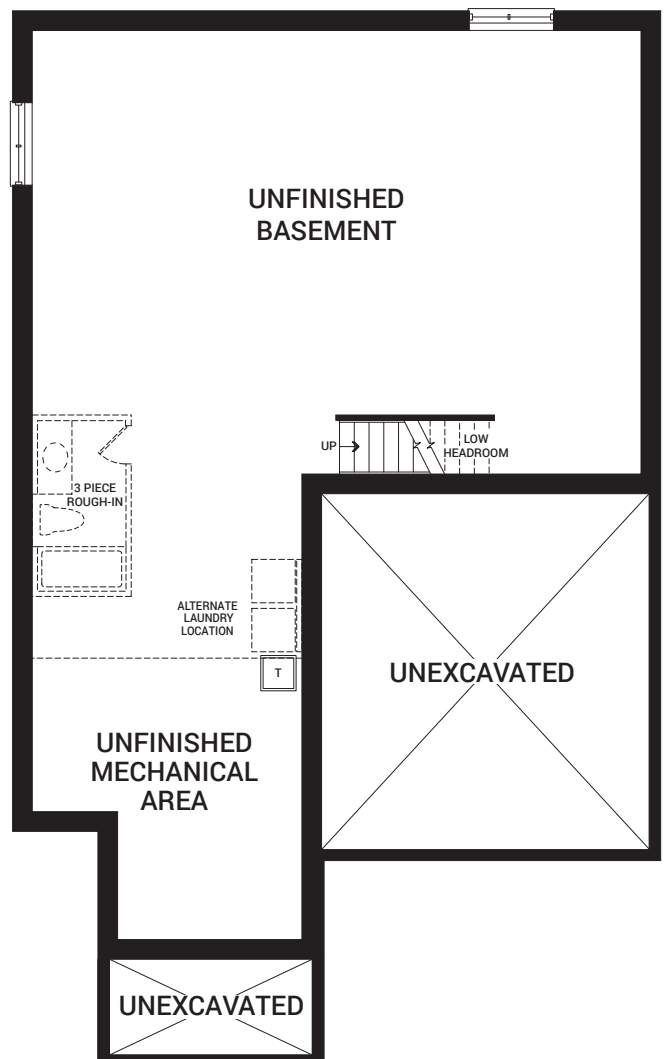 UNFINISHED
BASEMENT
UP
LOW
HEADROOM
3 PIECE
ROUGH-IN
ALTERNATE
LAUNDRY
LOCATION
T
UNEXCAVATED
UNFINISHED
MECHANICAL
AREA
UNEXCAVATED